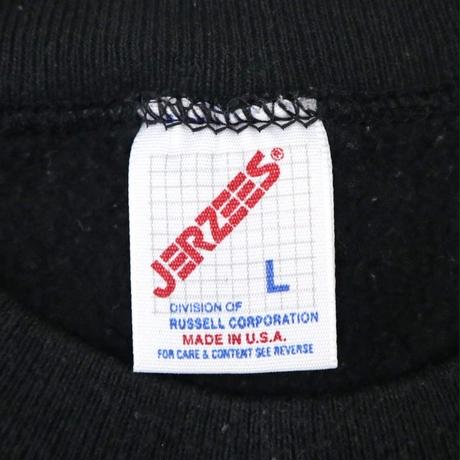 JERZEES®
L
DIVISION OF
RUSSELL CORPORATION
MADE IN U.S.A.
FOR CARE & CONTENT SEE REVERSE